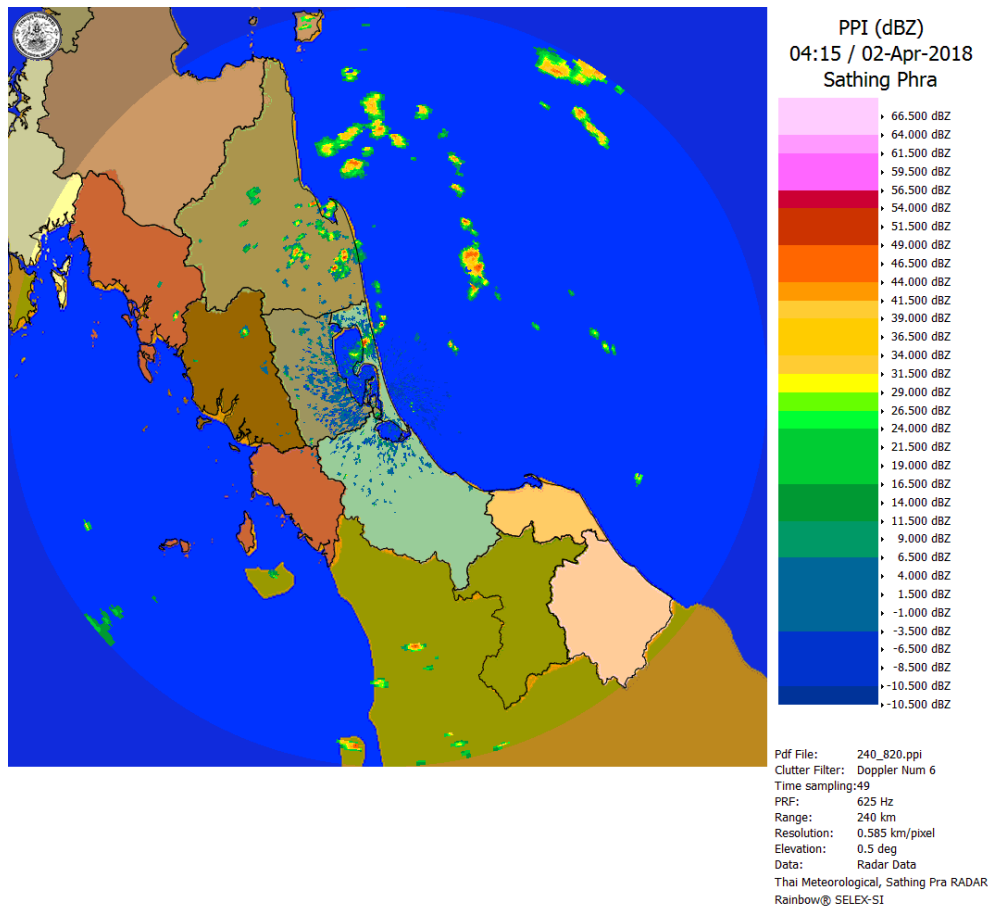 PPI (dBZ)
04:15 / 02-Apr-2018
Sathing Phra
66.500 dBZ
64.000 dBZ
61.500 dBZ
59.500 dBZ
56.500 dBZ
54.000 dBZ
51.500 dBZ
49.000 dBZ
46.500 dBZ
44.000 dBZ
41.500 dBZ
39.000 dBZ
36.500 dBZ
34.000 dBZ
31.500 dBZ
29.000 dBZ
26.500 dBZ
24.000 dBZ
21.500 dBZ
19.000 dBZ
16.500 dBZ
14.000 dBZ
11.500 dBZ
9.000 dBZ
6.500 dBZ
4.000 dBZ
1.500 dBZ
-1.000 dBZ
-3.500 dBZ
-6.500 dBZ
-8.500 dBZ
-10.500 dBZ
-10.500 dBZ
Pdf File: 240_820.ppi
Clutter Filter: Doppler Num 6
Time sampling:49
PRF: 625 Hz
Range: 240 km
Resolution: 0.585 km/pixel
Elevation: 0.5 deg
Data: Radar Data
Thai Meteorological, Sathing Pra RADAR
Rainbow® SELEX-SI